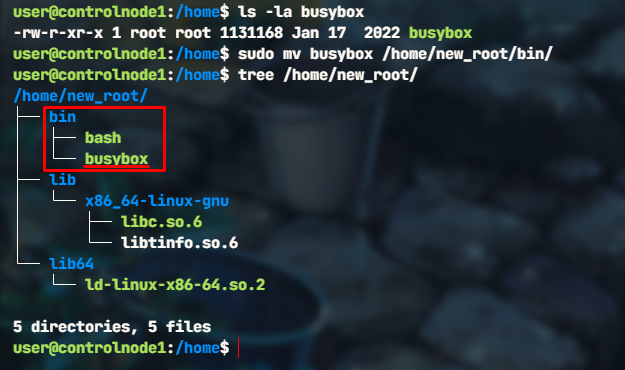 user@controlnode1:/home$ ls -la busybox
-rw-r-xr-x 1 root root 1131168 Jan 17  2022 busybox
user@controlnode1:/home$ sudo mv busybox /home/new_root/bin/
user@controlnode1:/home$ tree /home/new_root/
/home/new_root/
├── bin
│   ├── bash
│   └── busybox
├── lib
│   └── x86_64-linux-gnu
│       ├── libc.so.6
│       └── libtinfo.so.6
└── lib64
    └── ld-linux-x86-64.so.2
5 directories, 5 files
user@controlnode1:/home$